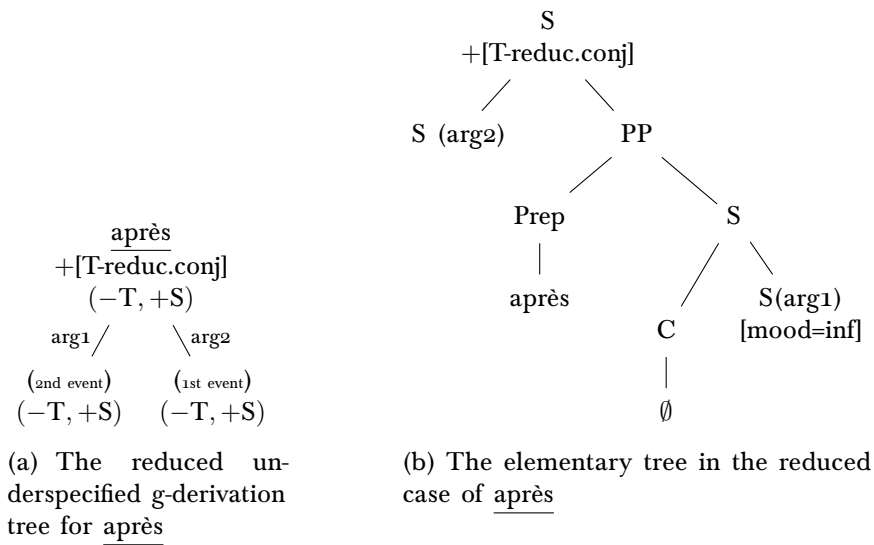 S
+[T-reduc.conj]
S (arg2)
PP
Prep
S
après
C
S(arg1)
[mood=inf]
∅
après
+[T-reduc.conj]
(−T, +S)
arg1
arg2
(2nd event)
(1st event)
(−T, +S)
(−T, +S)
(a) The reduced un-
derspecified g-derivation
tree for après
(b) The elementary tree in the reduced
case of après